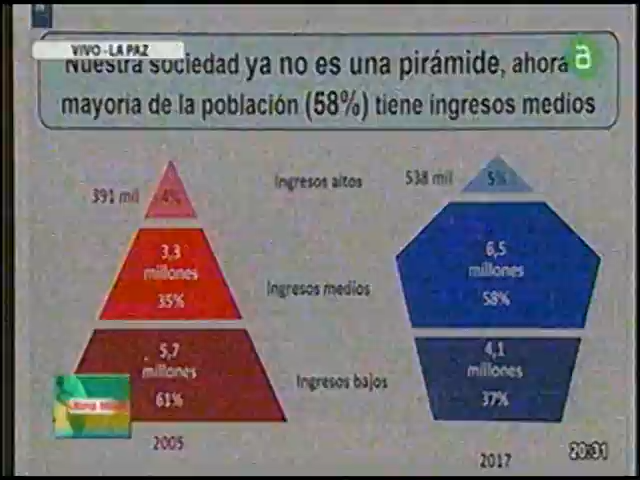 VIVO - LA PAZ
a
Nuestra sociedad ya no es una pirámide, ahora
mayoría de la población (58%) tiene ingresos medios
391 mil
4%
Ingresos altos
538 mil
5%
3,3
millones
35%
Ingresos medios
6,5
millones
58%
5,7
millones
61%
Ingresos bajos
4,1
millones
37%
2005
2017
20:31